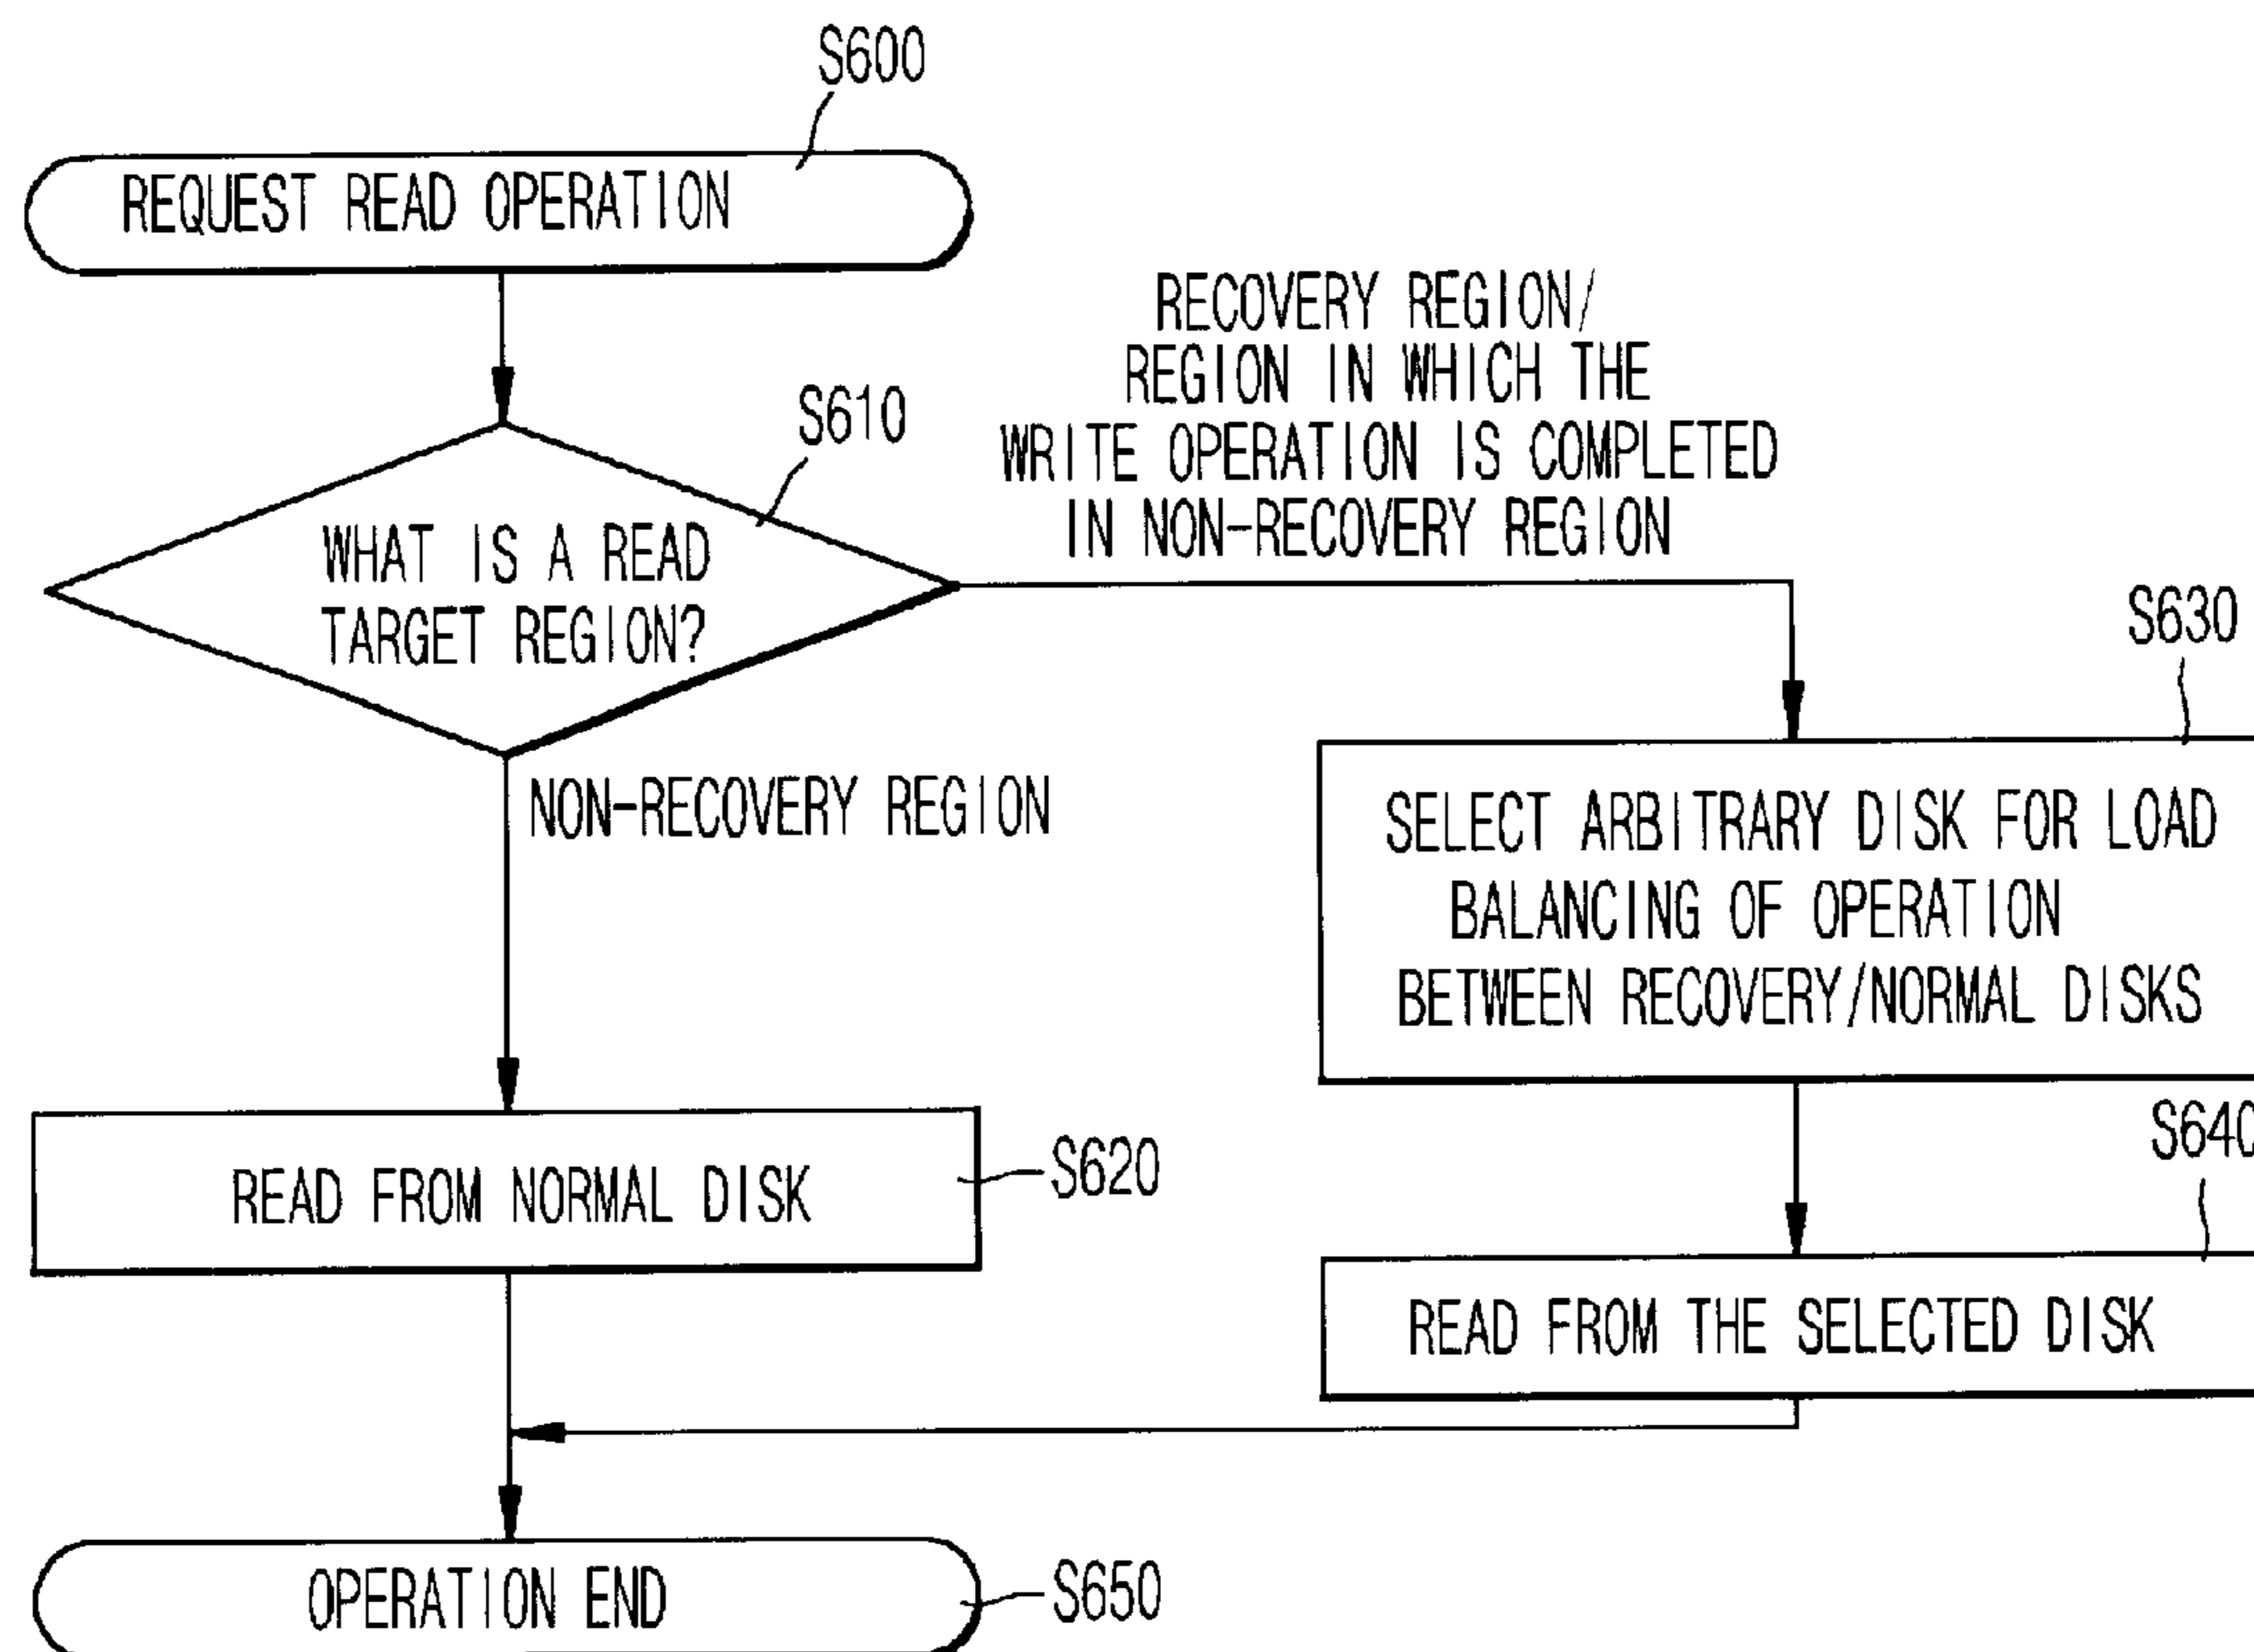 S600
REQUEST READ OPERATION
RECOVERY REGION/
REGION IN WHICH THE
WRITE OPERATION IS COMPLETED
IN NON-RECOVERY REGION
S610
WHAT IS A READ
TARGET REGION?
NON-RECOVERY REGION
S630
SELECT ARBITRARY DISK FOR LOAD
BALANCING OF OPERATION
BETWEEN RECOVERY/NORMAL DISKS
S620
READ FROM NORMAL DISK
S640
READ FROM THE SELECTED DISK
OPERATION END
S650